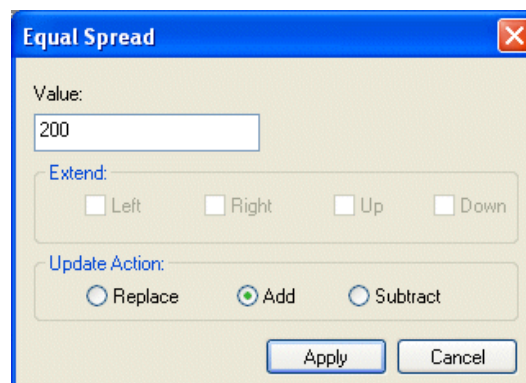 Equal Spread
Value:
200
Extend:
Left Right Up Down
Update Action:
Replace Add Subtract
Apply Cancel